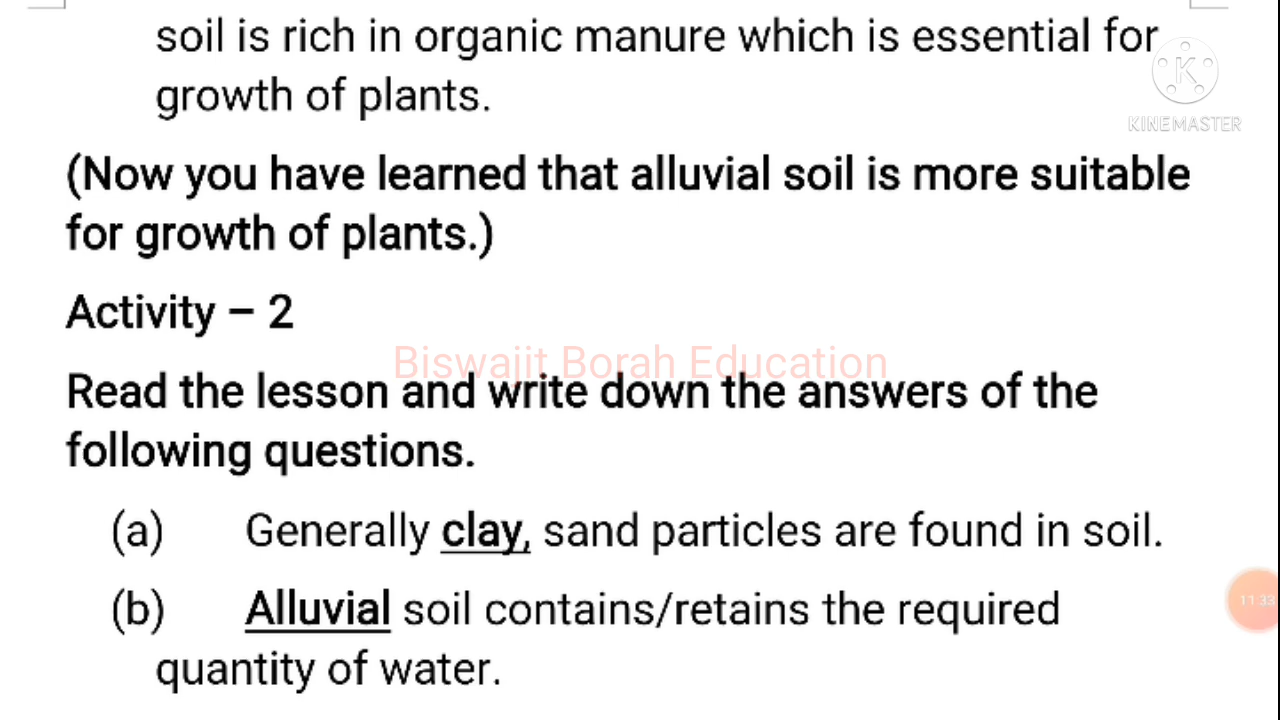 soil is rich in organic manure which is essential for
growth of plants.
K
KINEMASTER
(Now you have learned that alluvial soil is more suitable
for growth of plants.)
Activity – 2
Biswajit Borah Education
Read the lesson and write down the answers of the
following questions.
(a) Generally clay, sand particles are found in soil.
(b) Alluvial soil contains/retains the required
11:33
quantity of water.